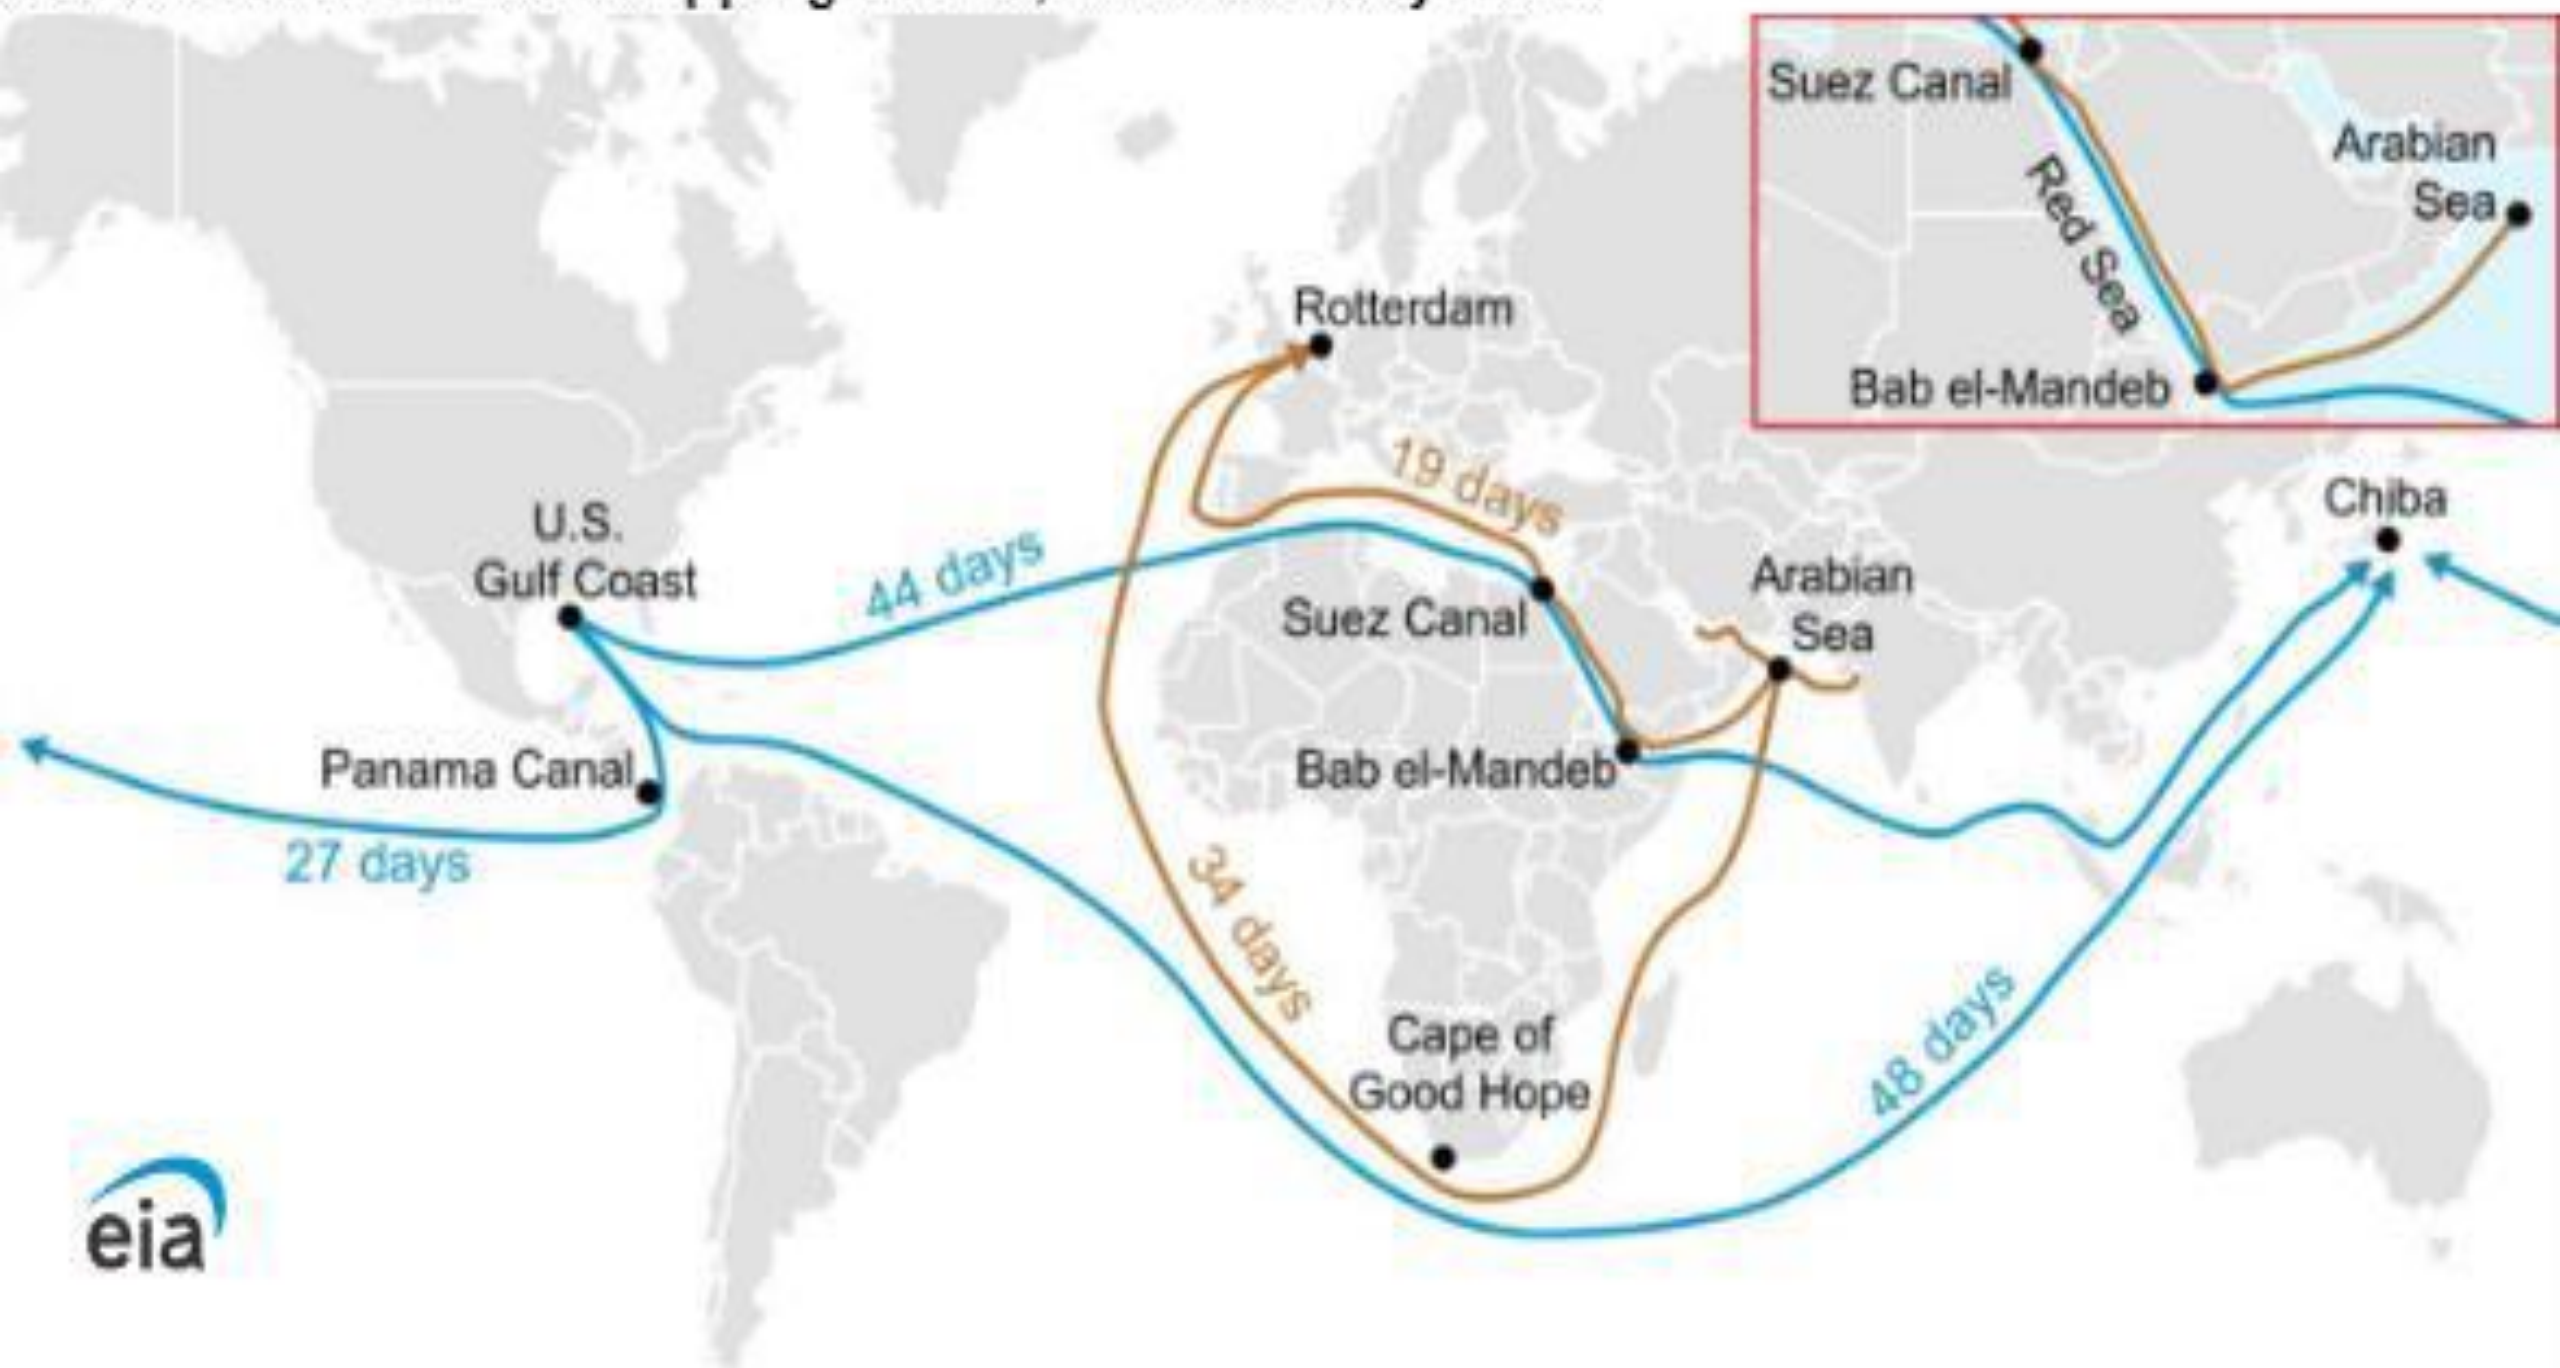 Suez Canal
Red Sea
Arabian
Sea
Bab el-Mandeb
Rotterdam
19 days
Chiba
U.S.
Gulf Coast
44 days
Suez Canal
Arabian
Sea
Panama Canal
Bab el-Mandeb
27 days
34 days
Cape of
Good Hope
48 days
eia